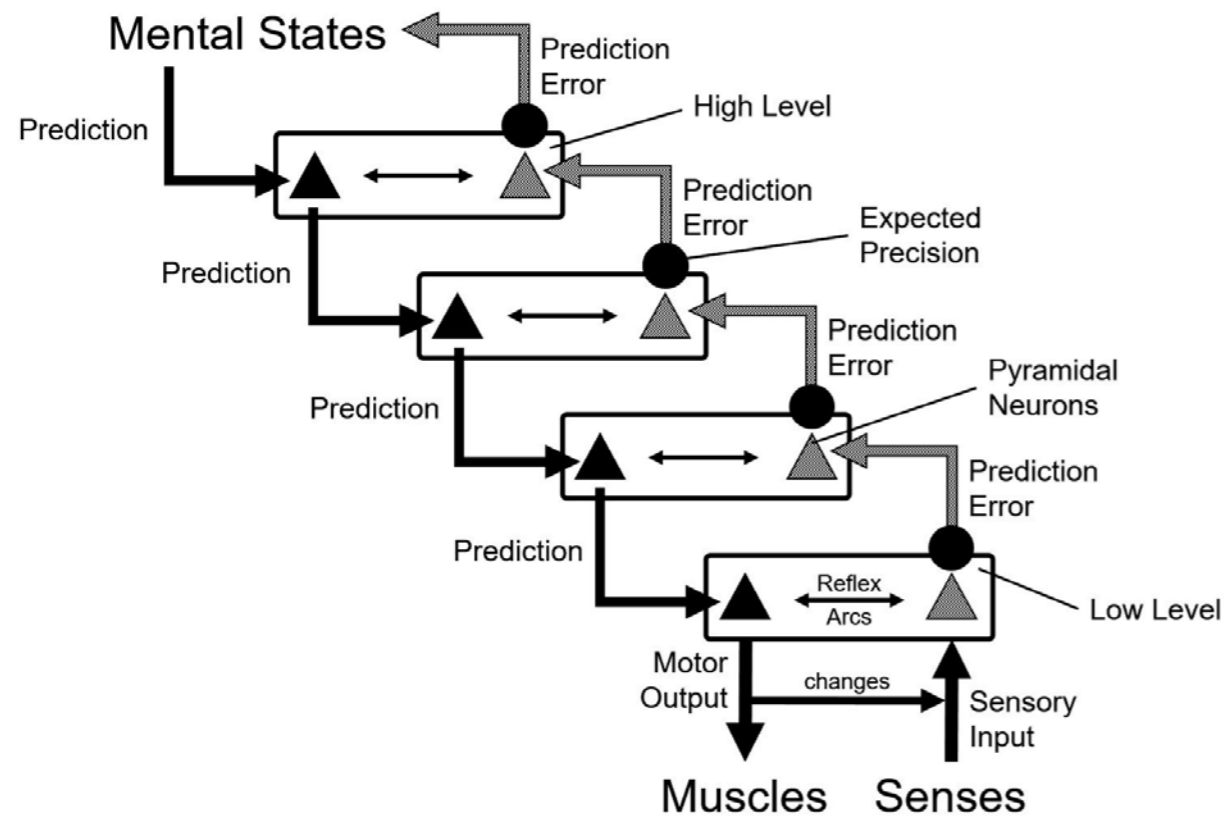 Mental States
Prediction
Error
High Level
Prediction
Prediction
Error
Expected
Precision
Prediction
Prediction
Error
Pyramidal
Neurons
Prediction
Prediction
Error
Prediction
Reflex
Arcs
Low Level
Motor
Output
changes
Sensory
Input
Muscles
Senses